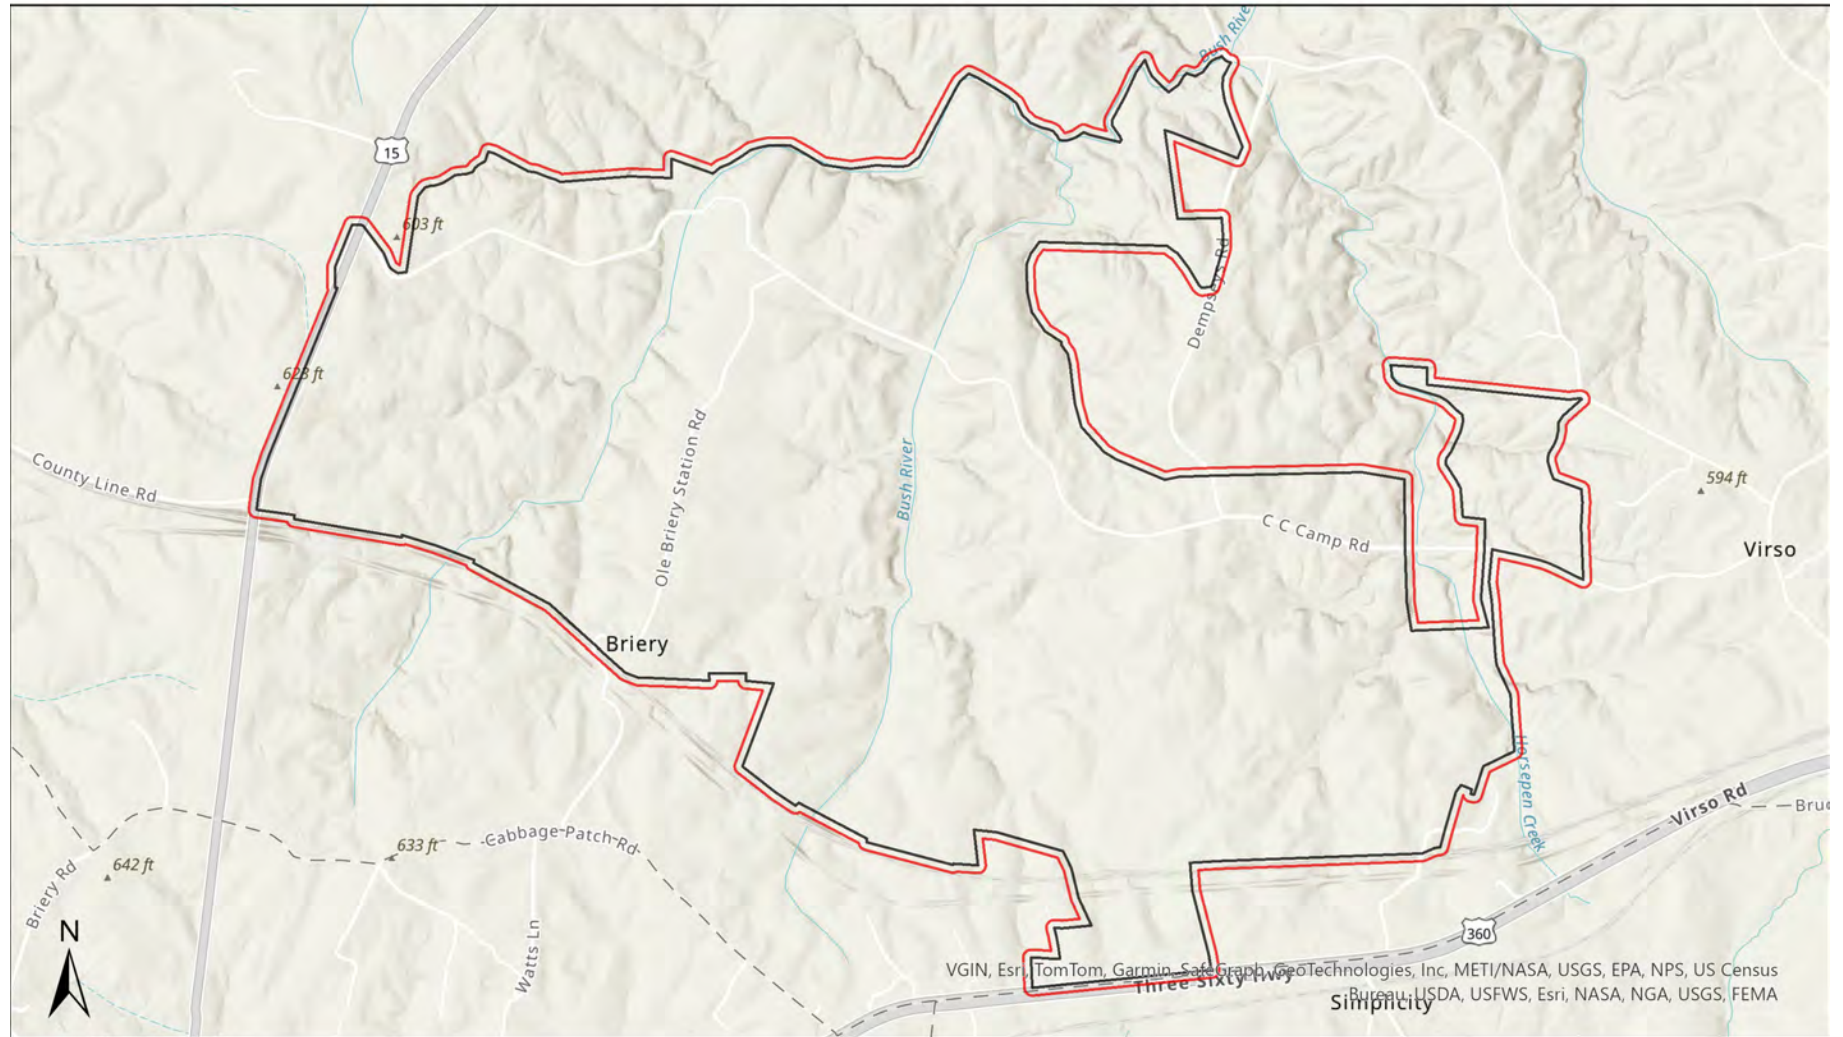 Bush River
15
603 ft
Dempseys Rd
623 ft
County Line Rd
Ole Briery Station Rd
Bush River
594 ft
C C Camp Rd
Virso
Briery
Horsepen Creek
Virso Rd
Bruc
633 ft
Cabbage Patch Rd
642 ft
Briery Rd
N
Watts Ln
360
VGIN, Esri, TomTom, Garmin, SafeGraph, GeoTechnologies, Inc, METI/NASA, USGS, EPA, NPS, US Census
Three Sixty Hwy
Bureau, USDA, USFWS, Esri, NASA, NGA, USGS, FEMA
Simplicity